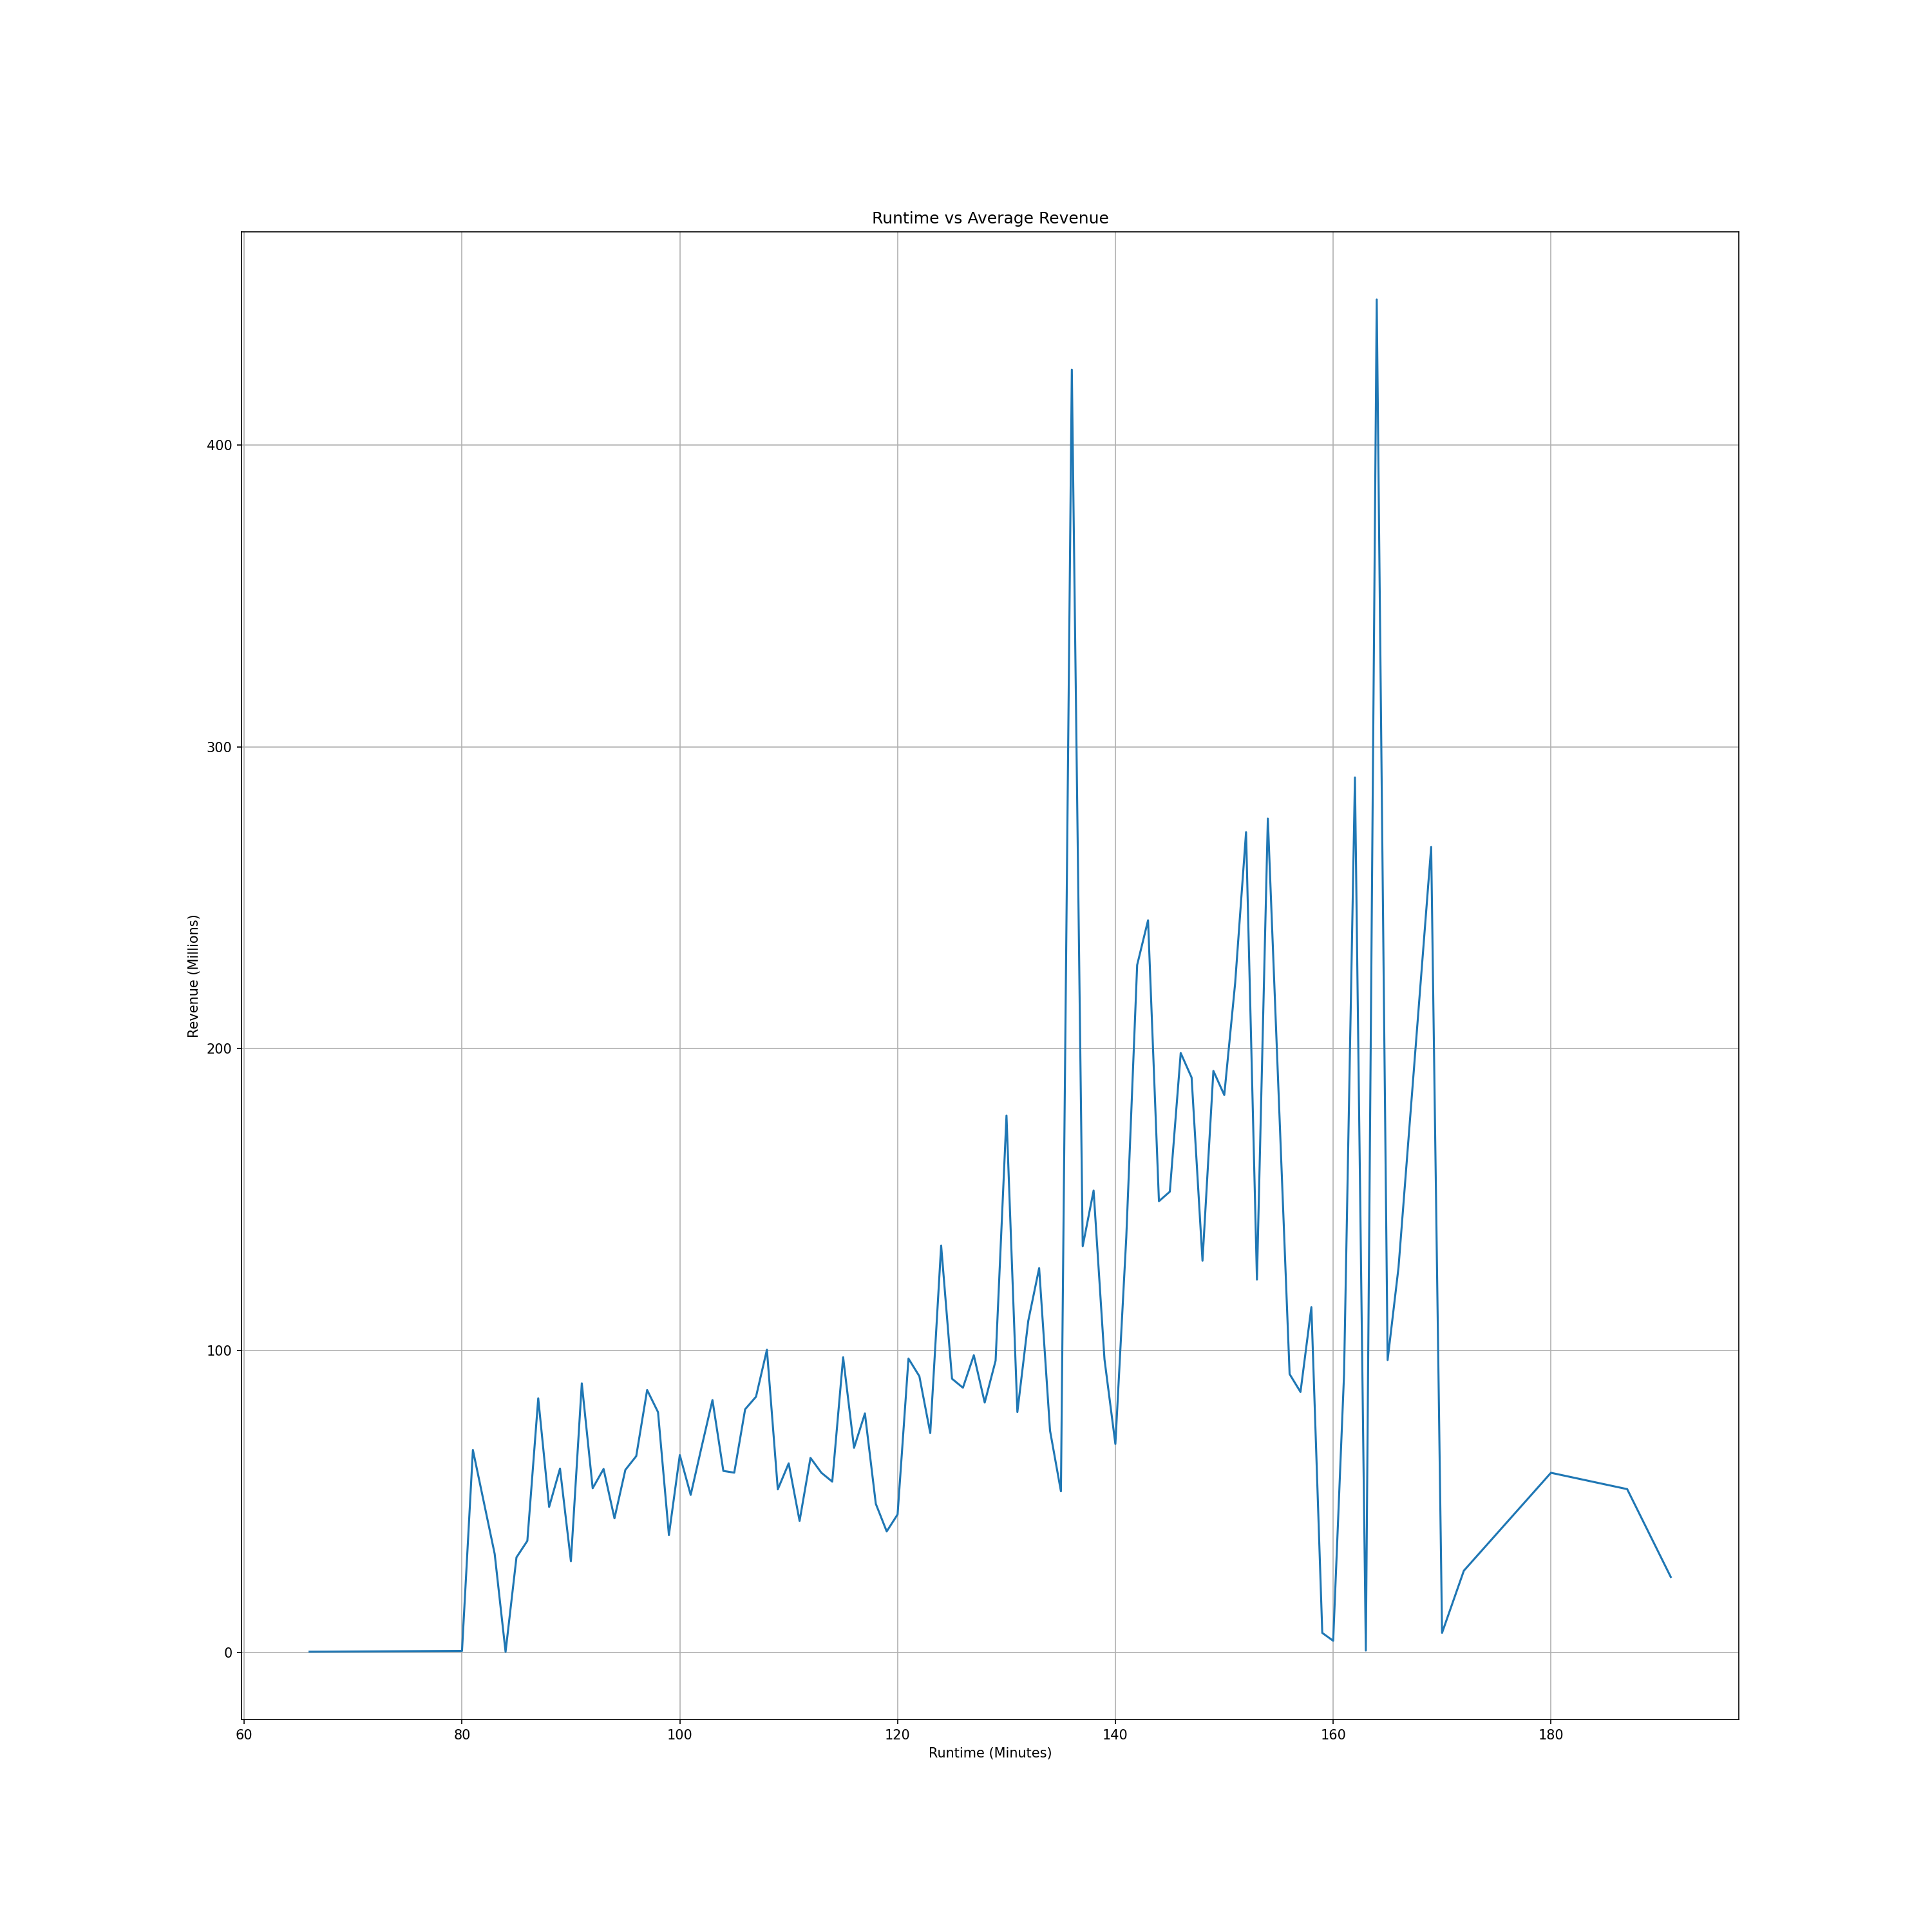 Runtime vs Average Revenue
400
300
200
100
0
Revenue (Millions)
60 80 100 120 140 160 180
Runtime (Minutes)